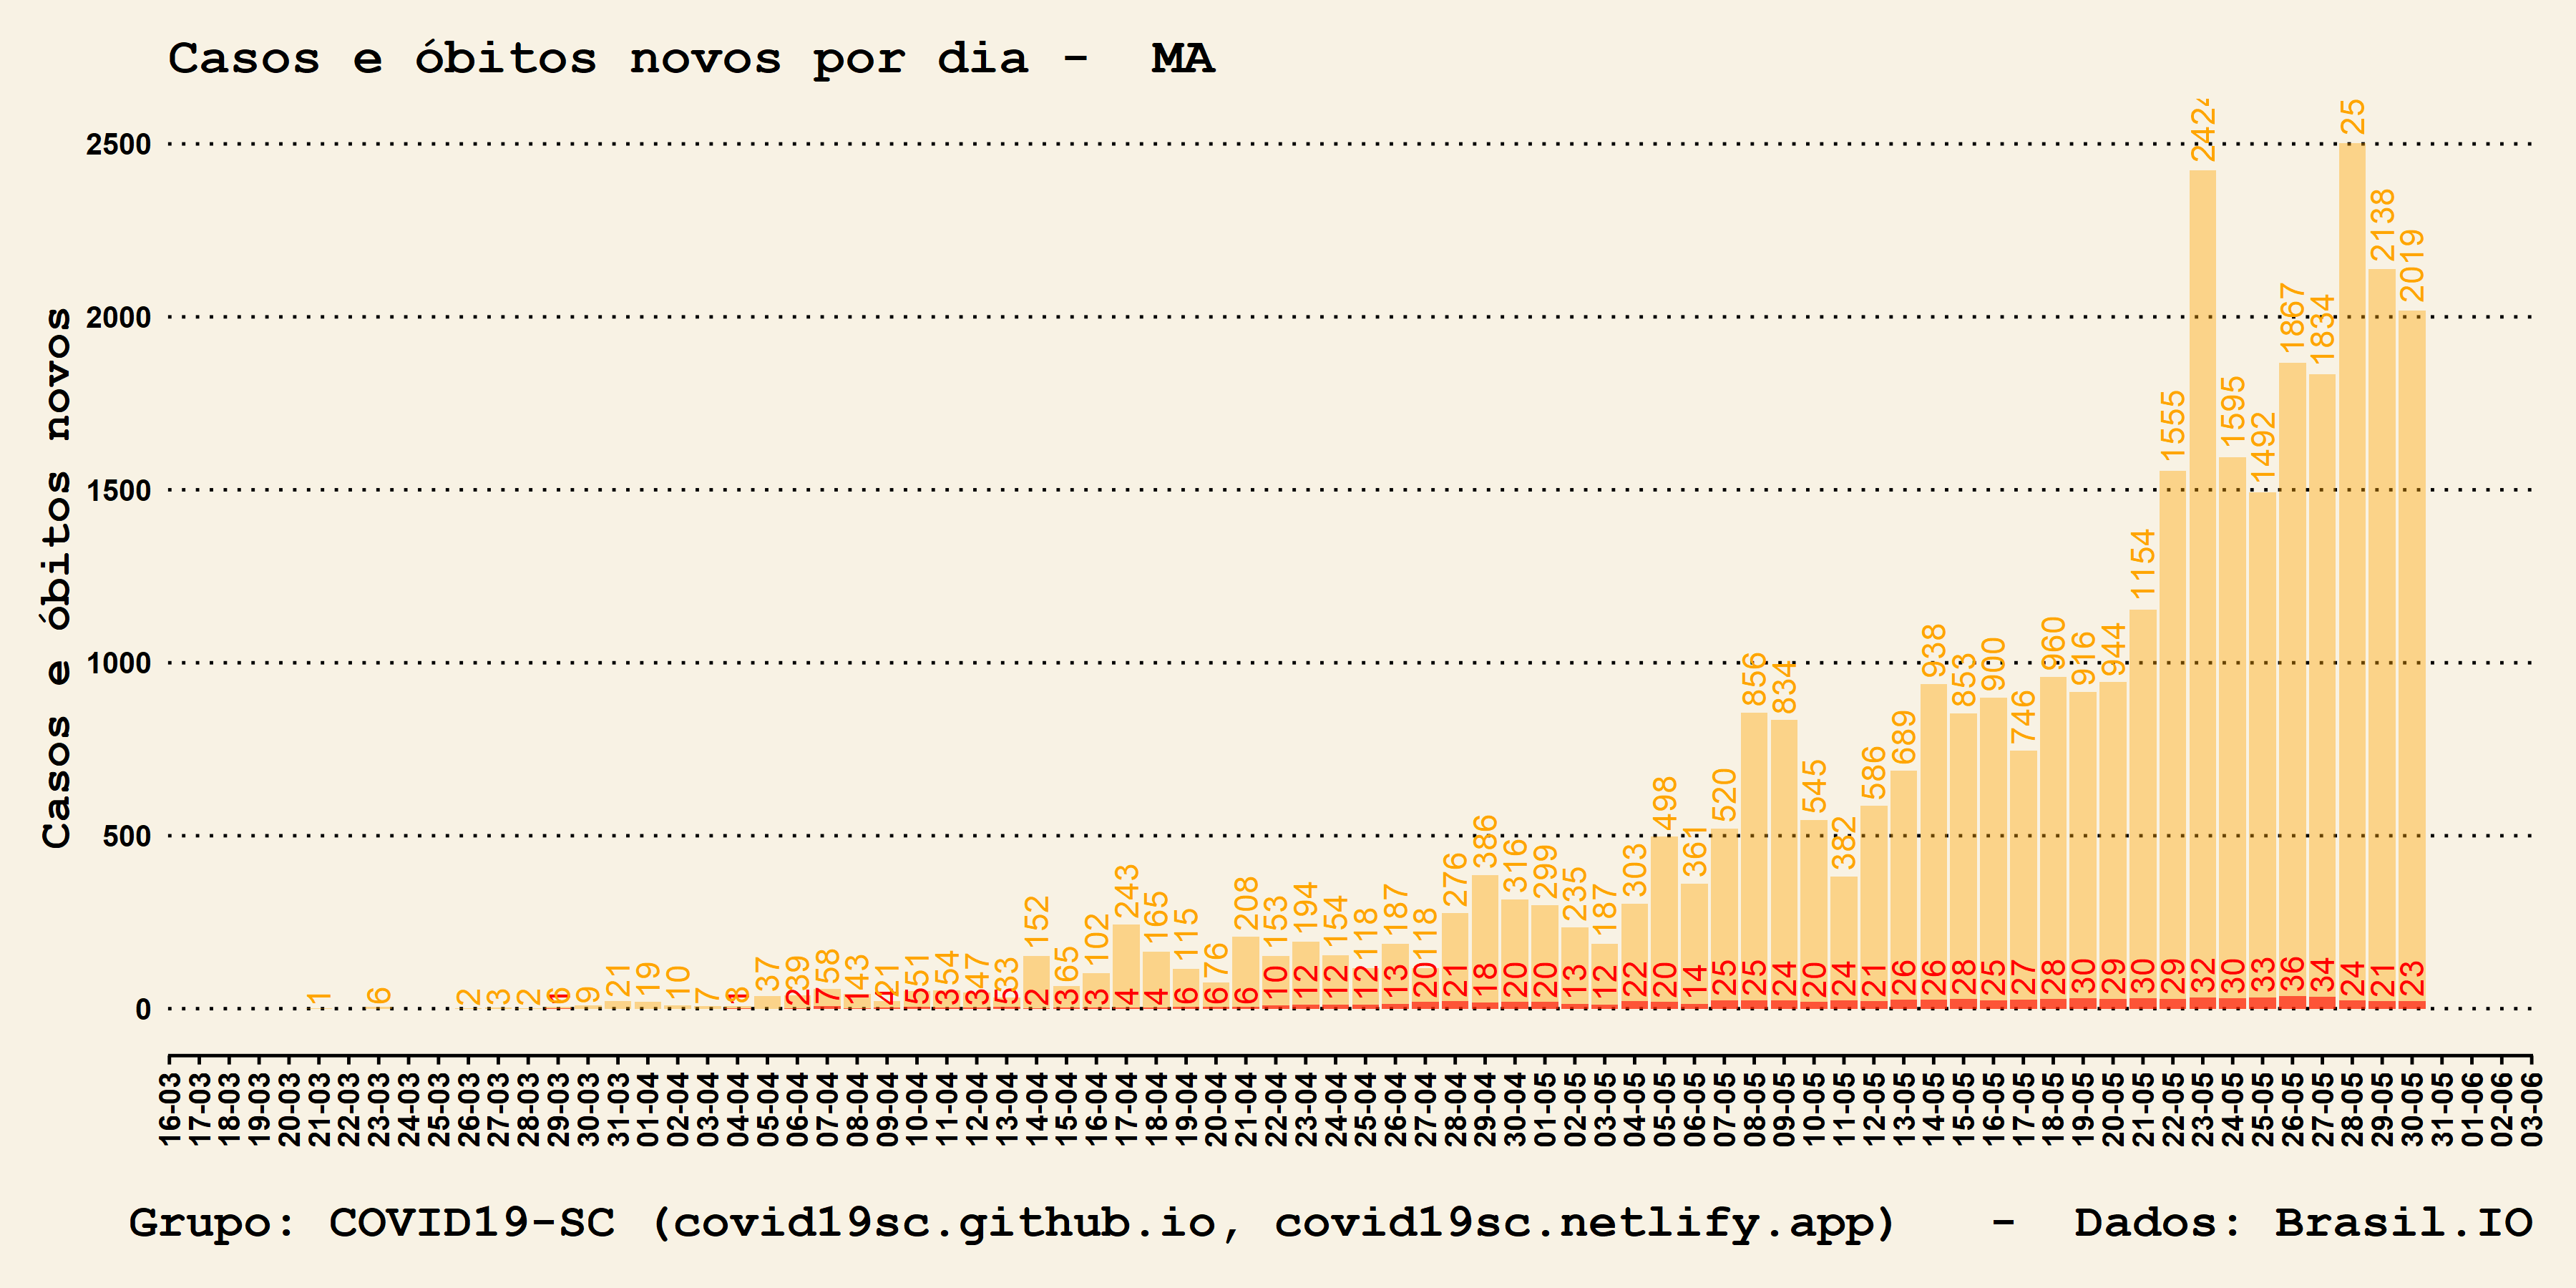 Casos e óbitos novos por dia -  MA
Casos e óbitos novos
2500
2000
1500
1000
500
0
1 6 2 3 2 6 9 21 19 10 7 8 37 39 58 43 21 51 54 47 33 152 65 102 243 165 115 76 208 153 194 154 118 187 118 276 386 316 299 235 187 303 498 361 520 856 834 545 382 586 689 938 853 900 746 960 916 944 1154 1555 2424 1595 1492 1867 1834 25 2138 2019
1 1 2 7 1 4 5 3 3 5 2 3 3 4 4 6 6 6 10 12 12 12 13 20 21 18 20 20 13 12 22 20 14 25 25 24 20 24 21 26 26 28 25 27 28 30 29 30 29 32 30 33 36 34 24 21 23
16-03 17-03 18-03 19-03 20-03 21-03 22-03 23-03 24-03 25-03 26-03 27-03 28-03 29-03 30-03 31-03 01-04 02-04 03-04 04-04 05-04 06-04 07-04 08-04 09-04 10-04 11-04 12-04 13-04 14-04 15-04 16-04 17-04 18-04 19-04 20-04 21-04 22-04 23-04 24-04 25-04 26-04 27-04 28-04 29-04 30-04 01-05 02-05 03-05 04-05 05-05 06-05 07-05 08-05 09-05 10-05 11-05 12-05 13-05 14-05 15-05 16-05 17-05 18-05 19-05 20-05 21-05 22-05 23-05 24-05 25-05 26-05 27-05 28-05 29-05 30-05 31-05 01-06 02-06 03-06
Grupo: COVID19-SC (covid19sc.github.io, covid19sc.netlify.app)  -  Dados: Brasil.IO